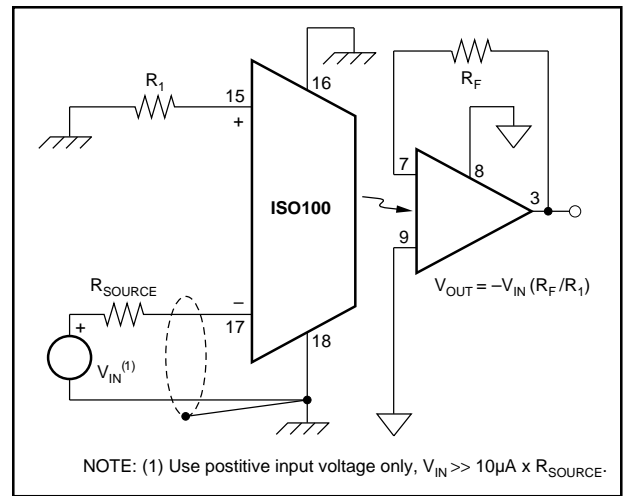 R1
15
+
16
ISO100
RF
7
8
3
9
VOUT = –VIN (RF/R1)
RSOURCE
–
17
18
+
VIN(1)
NOTE: (1) Use postitive input voltage only, VIN >> 10µA x RSOURCE.